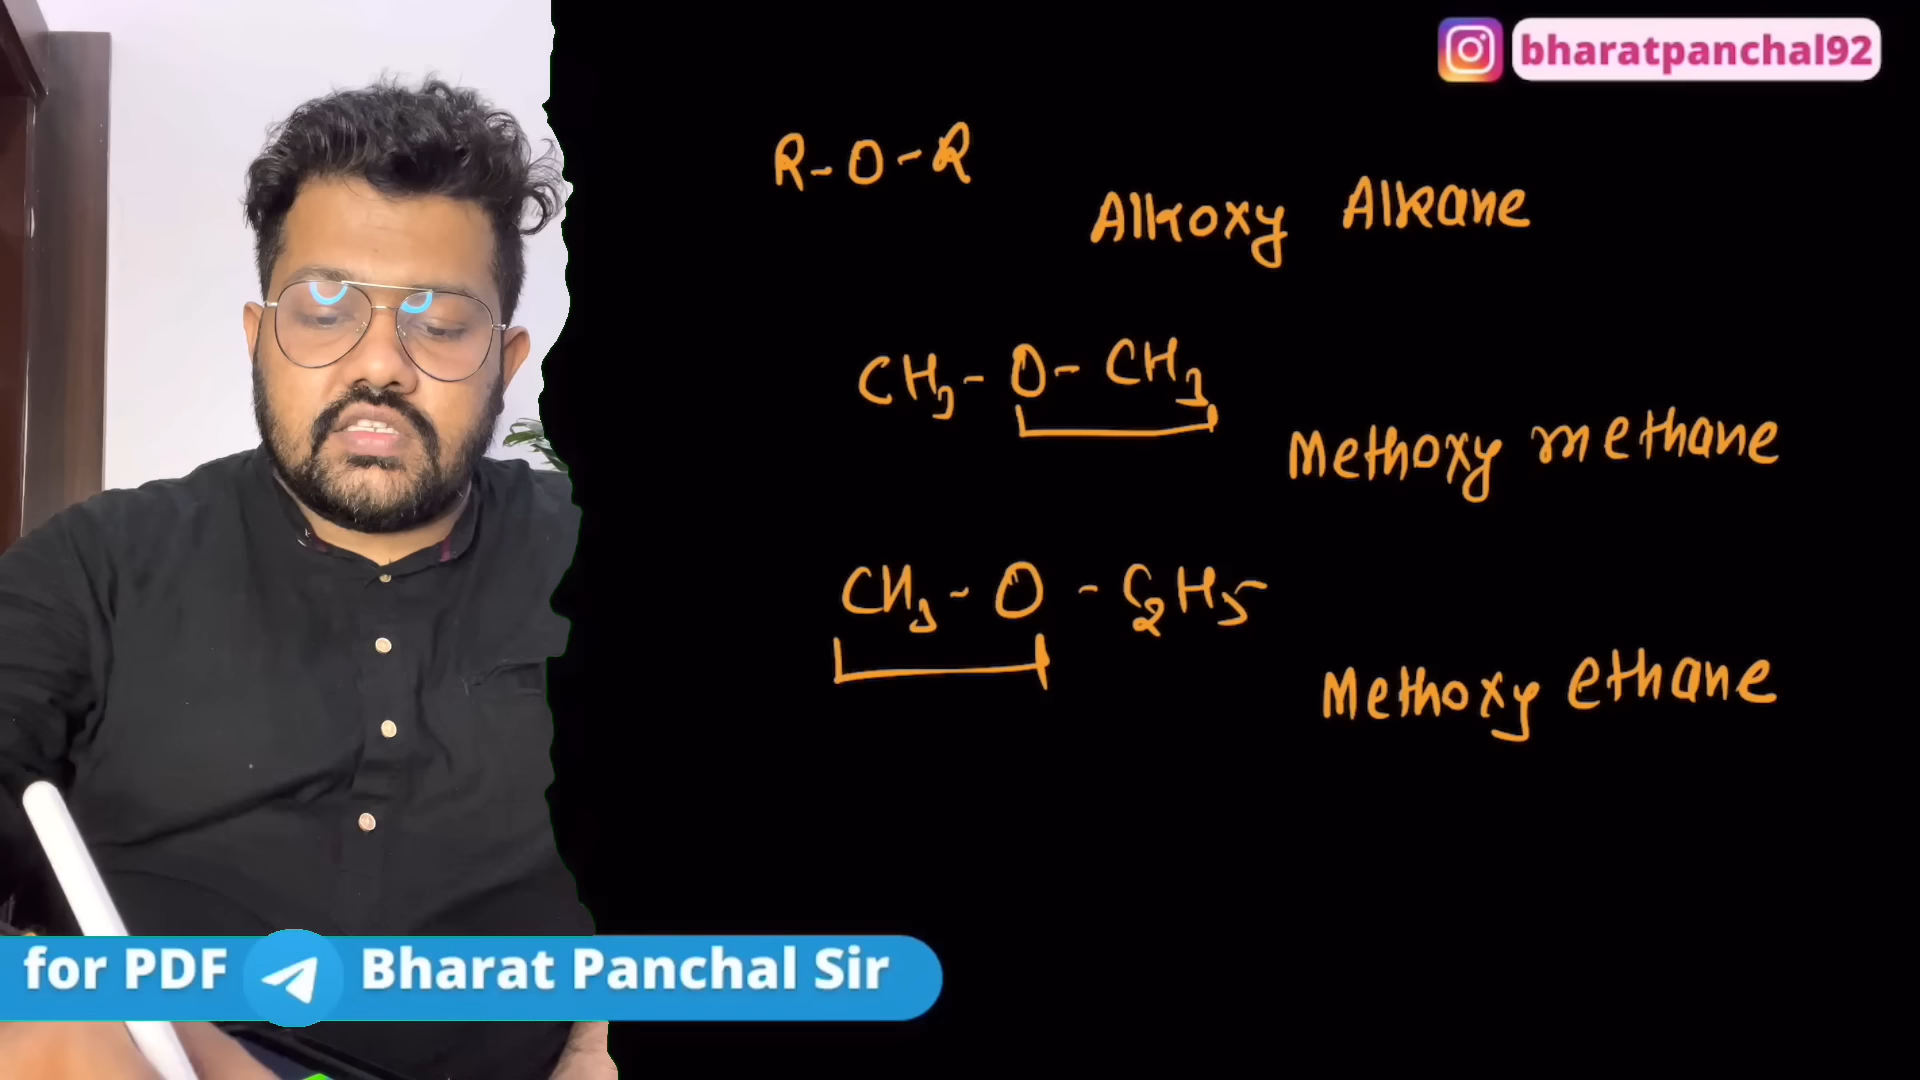 bharatpanchal92
R-O-R
Alkoxy Alkane
CH3-O-CH3
Methoxy methane
CH3-O-C2H5
Methoxy ethane
for PDF Bharat Panchal Sir